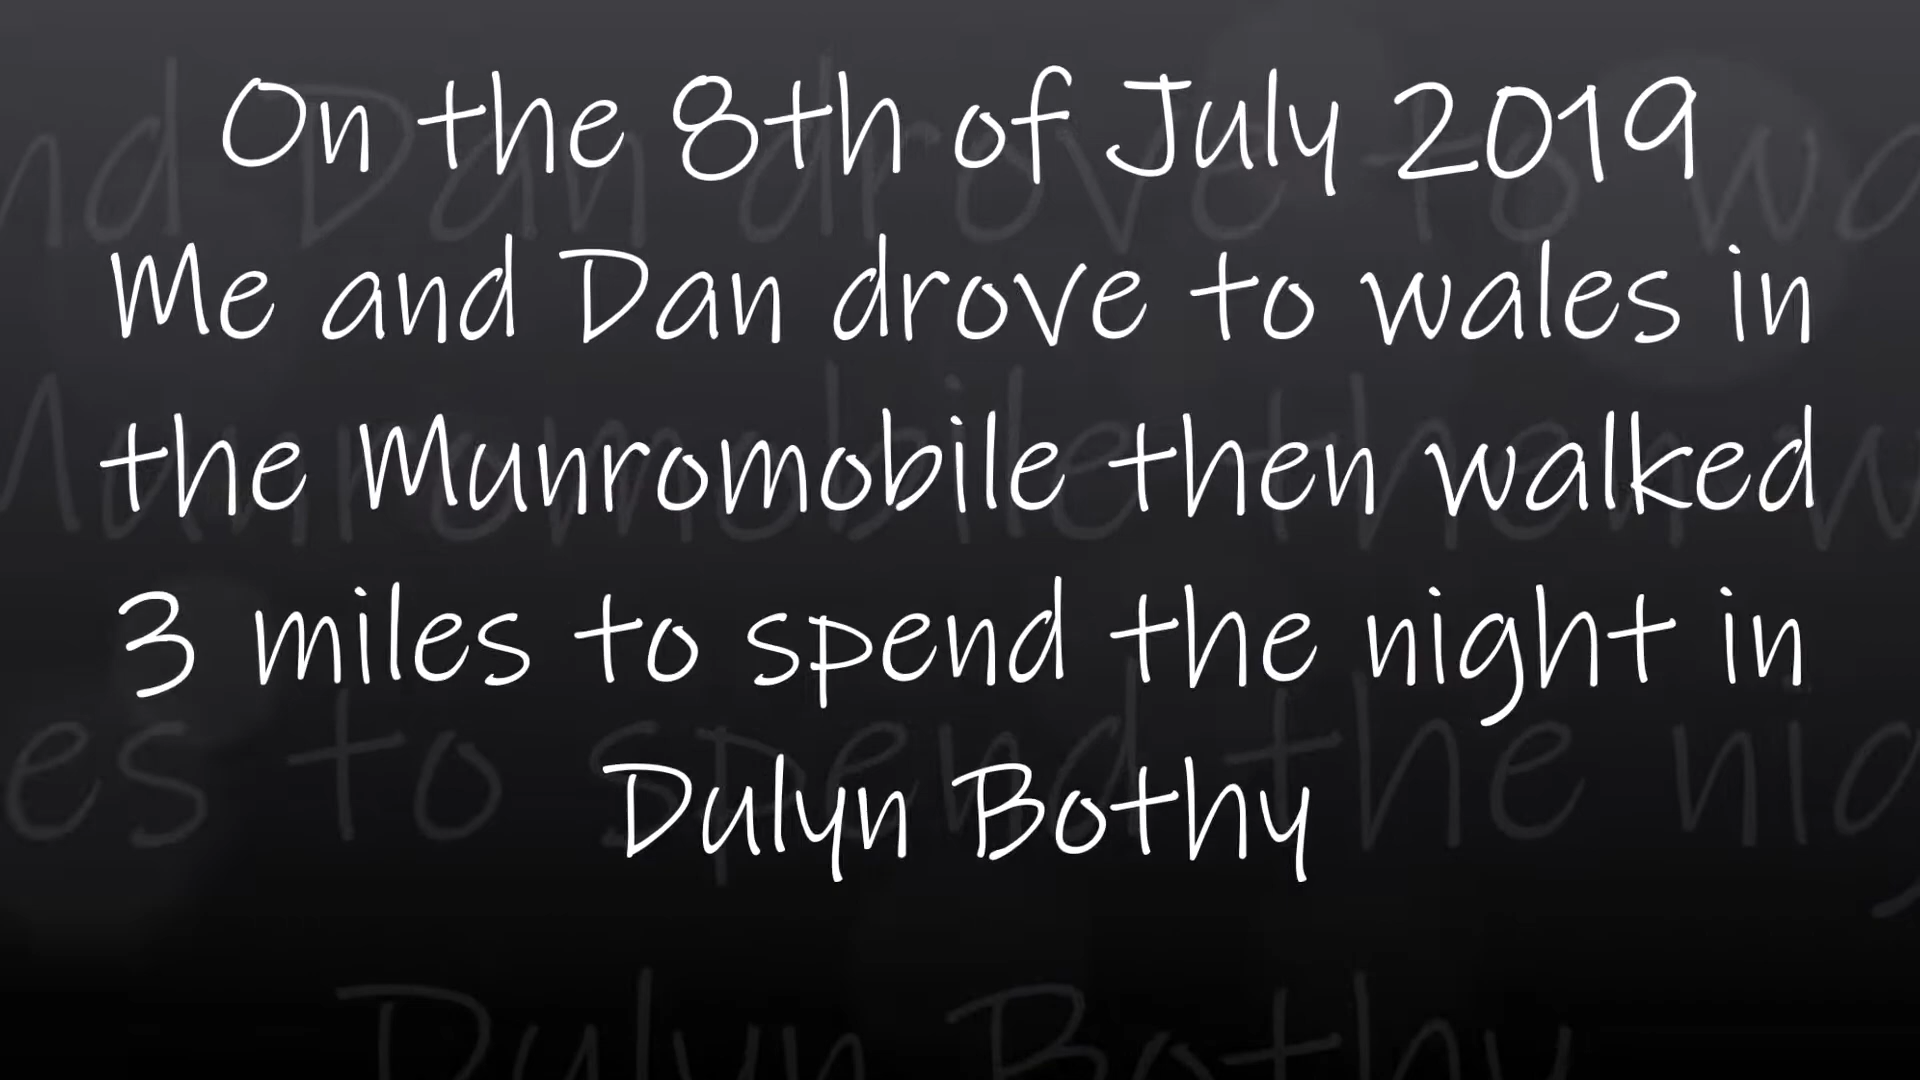 On the 8th of July 2019
Me and Dan drove to wales in
the Munromobile then walked
3 miles to spend the night in
Dulyn Bothy